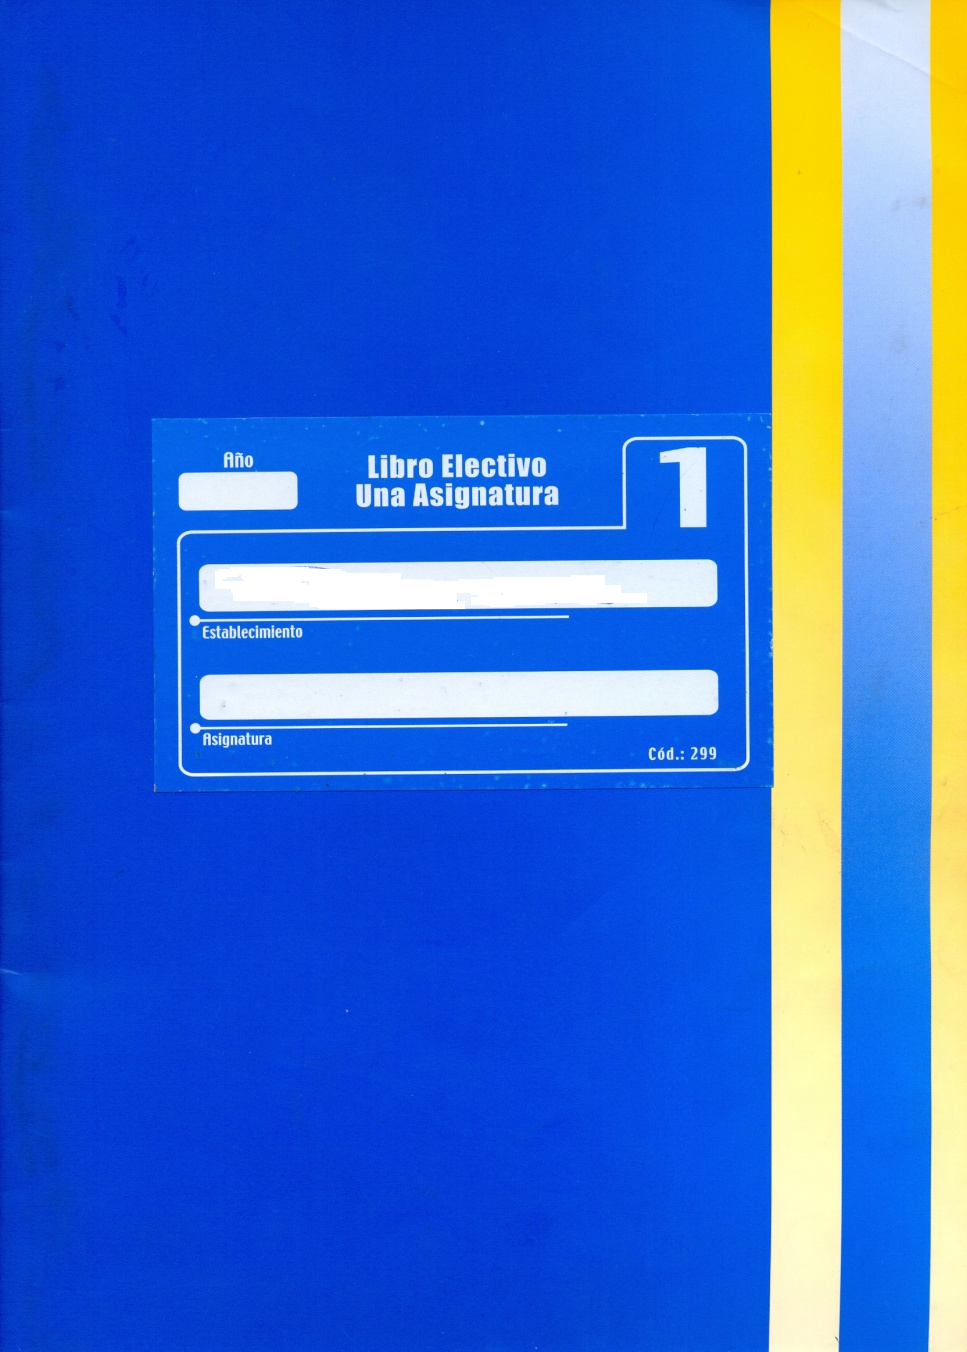 Año
Libro Electivo
Una Asignatura
1
Establecimiento
Asignatura
Cód.: 299